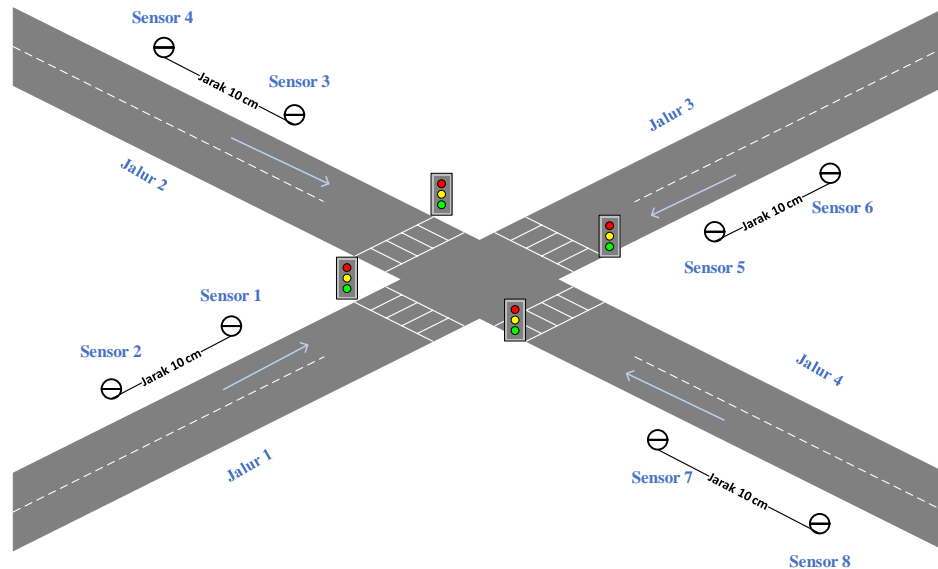 Sensor 4
Jarak 10 cm
Sensor 3
Jalur 2
Jalur 3
Jarak 10 cm
Sensor 6
Sensor 5
Sensor 1
Sensor 2
Jarak 10 cm
Jalur 1
Jalur 4
Sensor 7
Jarak 10 cm
Sensor 8